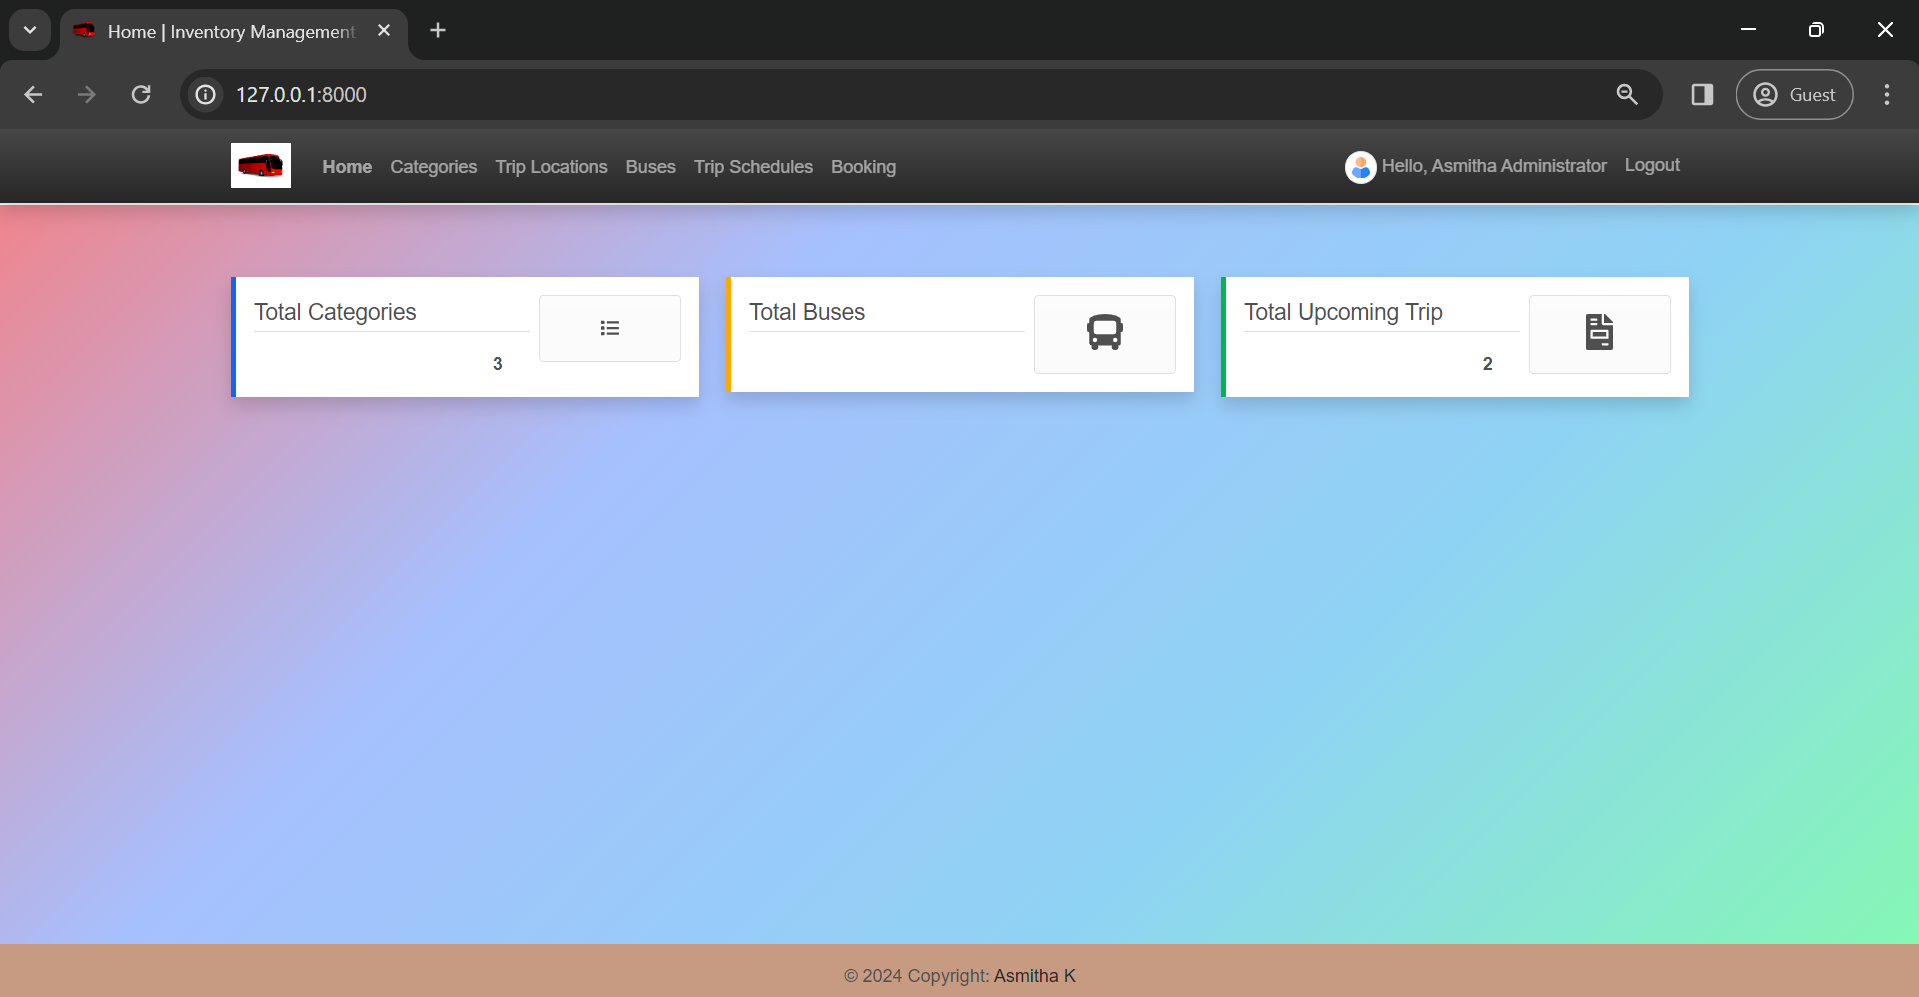 Home | Inventory Management
127.0.0.1:8000
Guest
Home Categories Trip Locations Buses Trip Schedules Booking Hello, Asmitha Administrator Logout
Total Categories
3
Total Buses
Total Upcoming Trip
2
© 2024 Copyright: Asmitha K